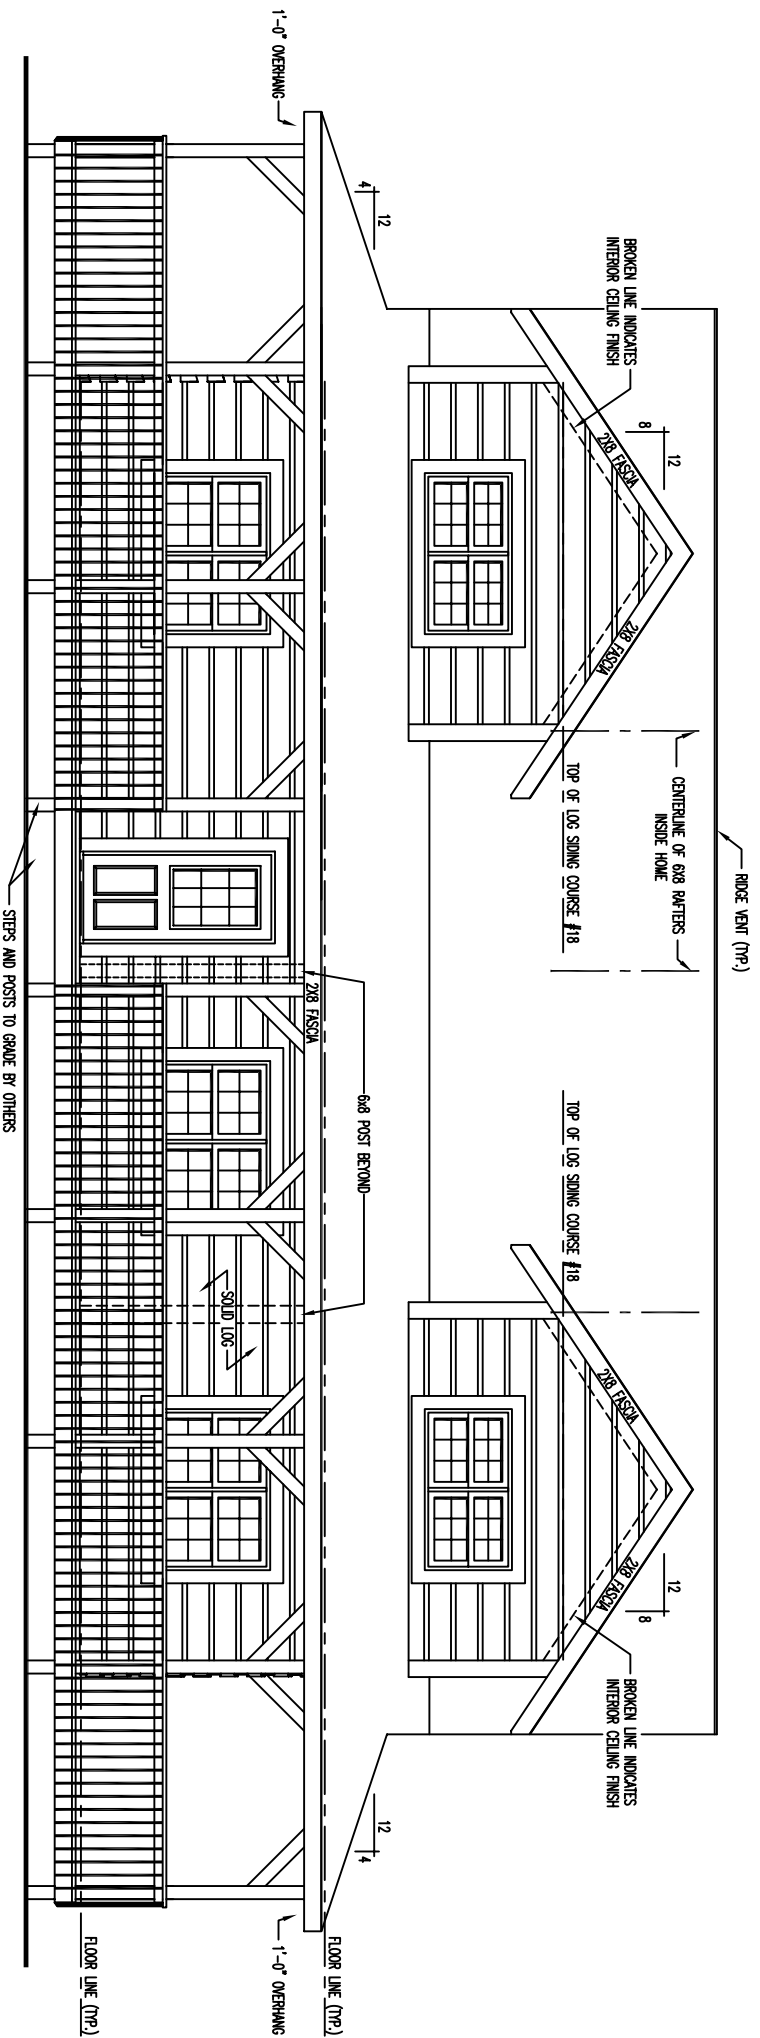 RIDGE VENT (TYP.)
CENTERLINE OF 6X8 RAFTERS
INSIDE HOME
BROKEN LINE INDICATES
INTERIOR CEILING FINISH
BROKEN LINE INDICATES
INTERIOR CEILING FINISH
12
8
2X8 FASCIA
2X8 FASCIA
2X8 FASCIA
2X8 FASCIA
12
8
TOP OF LOG SIDING COURSE #18
TOP OF LOG SIDING COURSE #18
12
4
12
4
6x8 POST BEYOND
FLOOR LINE (TYP.)
2X8 FASCIA
1'-0" OVERHANG
1'-0" OVERHANG
SOLID LOG
FLOOR LINE (TYP.)
STEPS AND POSTS TO GRADE BY OTHERS